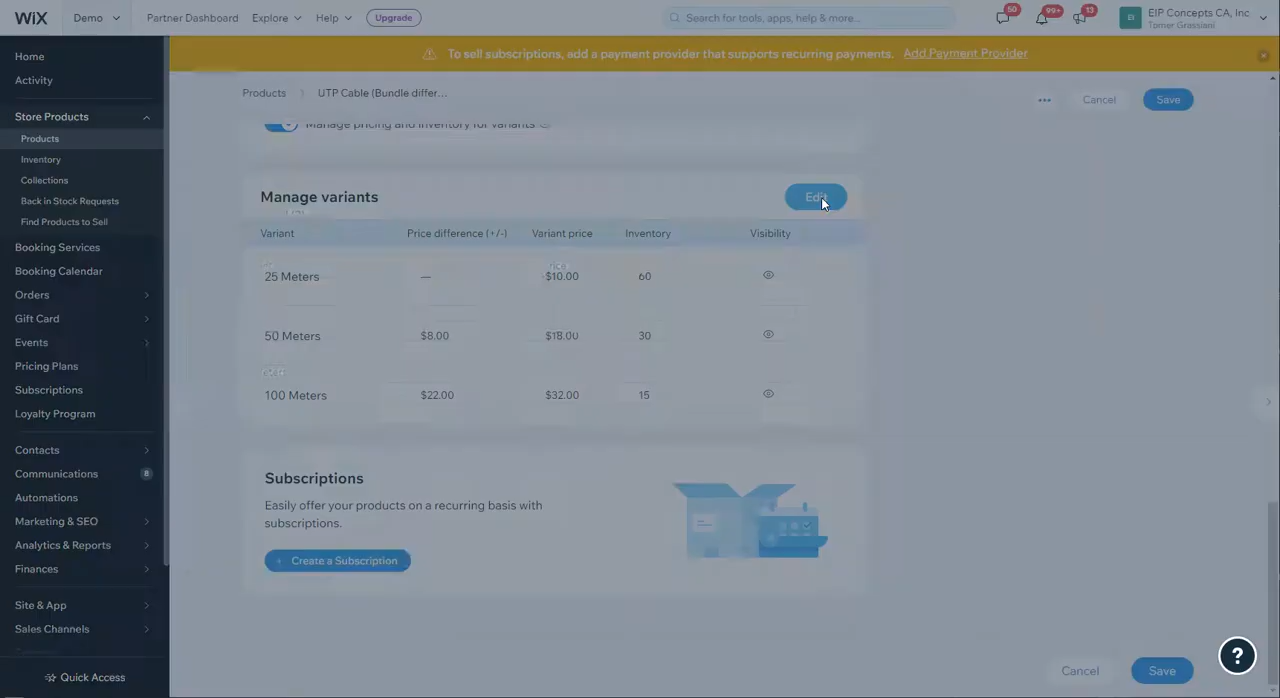 WiX Demo Partner Dashboard Explore Help Upgrade Search for tools, apps, help & more... 50 99+ 13 EI EIP Concepts CA, Inc
Tomer Grassiani
To sell subscriptions, add a payment provider that supports recurring payments. Add Payment Provider
Home
Activity
Store Products
Products
Inventory
Collections
Back in Stock Requests
Find Products to Sell
Booking Services
Booking Calendar
Orders
Gift Card
Events
Pricing Plans
Subscriptions
Loyalty Program
Contacts
Communications 8
Automations
Marketing & SEO
Analytics & Reports
Finances
Site & App
Sales Channels
Quick Access
Products UTP Cable (Bundle differ...
Cancel Save
Manage pricing and inventory for variants
Manage variants Edit
Variant Price difference (+/-) Variant price Inventory Visibility
25 Meters — $10.00 60
50 Meters $8.00 $18.00 30
100 Meters $22.00 $32.00 15
Subscriptions
Easily offer your products on a recurring basis with
subscriptions.
+ Create a Subscription
Cancel Save
?